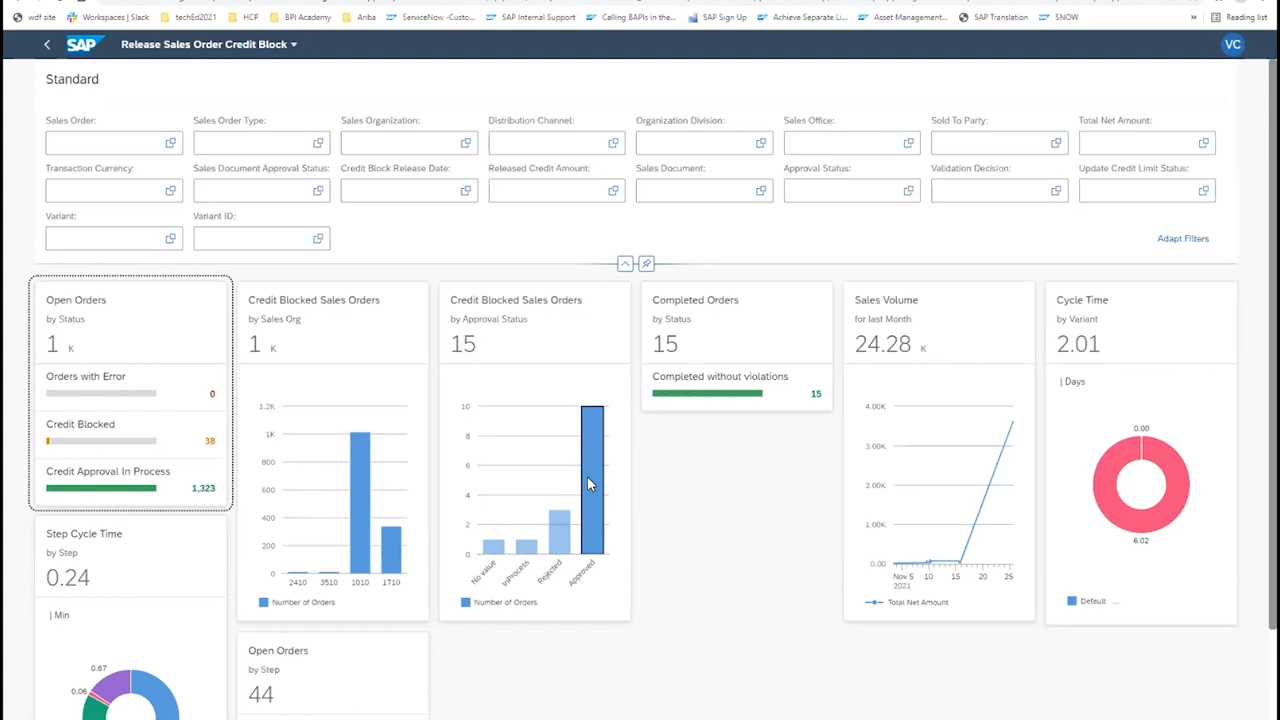 wdf site
Workspaces | Slack
techEd2021
HCP
BPI Academy
Ariba
ServiceNow -Custo...
SAP Internal Support
Calling BAPIs in the...
SAP Sign Up
Achieve Separate Li...
Asset Management...
SAP Translation
SNOW
»
Reading list
SAP
Release Sales Order Credit Block
VC
Standard
Sales Order:
Sales Order Type:
Sales Organization:
Distribution Channel:
Organization Division:
Sales Office:
Sold To Party:
Total Net Amount:
Transaction Currency:
Sales Document Approval Status:
Credit Block Release Date:
Released Credit Amount:
Sales Document:
Approval Status:
Validation Decision:
Update Credit Limit Status:
Variant:
Variant ID:
Adapt Filters
Open Orders
by Status
1 K
Orders with Error
0
Credit Blocked
38
Credit Approval In Process
1,323
Credit Blocked Sales Orders
by Sales Org
1 K
1.2K
1K
800
600
400
200
0
2410 3510 1010 1710
Number of Orders
Credit Blocked Sales Orders
by Approval Status
15
10
8
6
4
2
0
No value
InProcess
Rejected
Approved
Number of Orders
Completed Orders
by Status
15
Completed without violations
15
Sales Volume
for last Month
24.28 K
4.00K
3.00K
2.00K
1.00K
0.00
Nov 5 10 15 20 25
2021
Total Net Amount
Cycle Time
by Variant
2.01
| Days
0.00
6.02
Default ...
Step Cycle Time
by Step
0.24
| Min
0.67
0.06
Open Orders
by Step
44